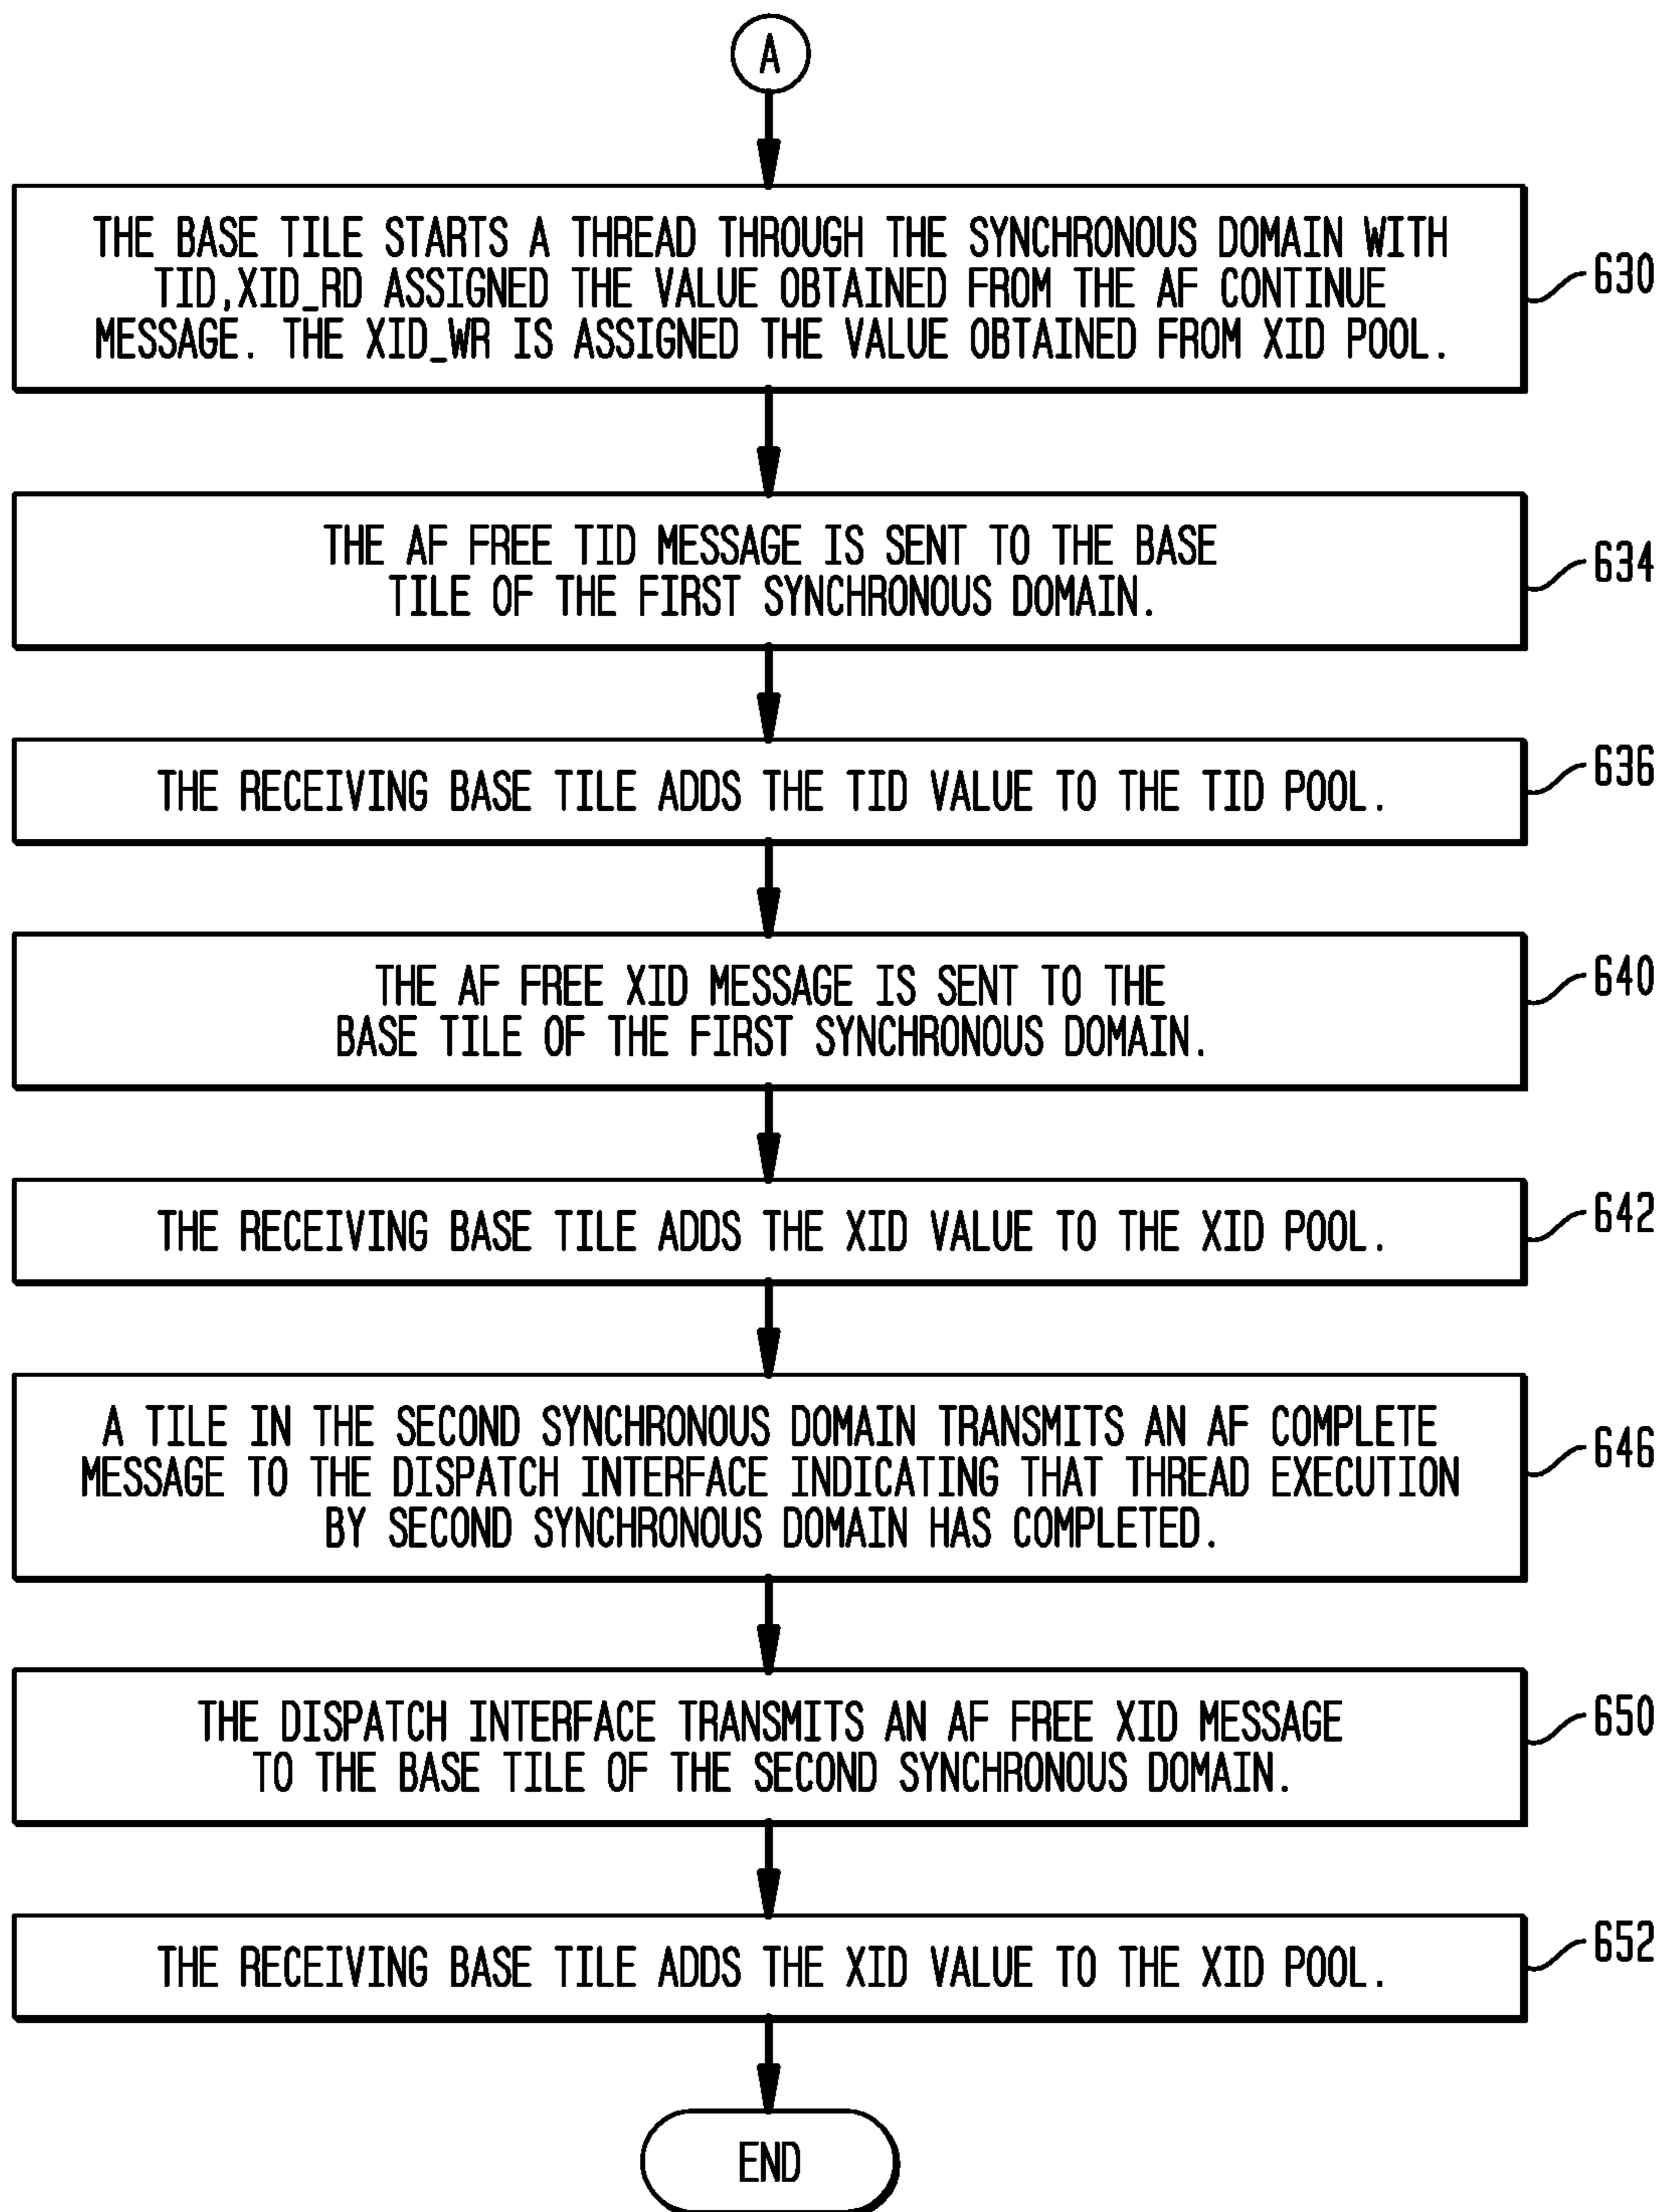 A
THE BASE TILE STARTS A THREAD THROUGH THE SYNCHRONOUS DOMAIN WITH
TID,XID_RD ASSIGNED THE VALUE OBTAINED FROM THE AF CONTINUE
MESSAGE. THE XID_WR IS ASSIGNED THE VALUE OBTAINED FROM XID POOL.
630
THE AF FREE TID MESSAGE IS SENT TO THE BASE
TILE OF THE FIRST SYNCHRONOUS DOMAIN.
634
THE RECEIVING BASE TILE ADDS THE TID VALUE TO THE TID POOL.
636
THE AF FREE XID MESSAGE IS SENT TO THE
BASE TILE OF THE FIRST SYNCHRONOUS DOMAIN.
640
THE RECEIVING BASE TILE ADDS THE XID VALUE TO THE XID POOL.
642
A TILE IN THE SECOND SYNCHRONOUS DOMAIN TRANSMITS AN AF COMPLETE
MESSAGE TO THE DISPATCH INTERFACE INDICATING THAT THREAD EXECUTION
BY SECOND SYNCHRONOUS DOMAIN HAS COMPLETED.
646
THE DISPATCH INTERFACE TRANSMITS AN AF FREE XID MESSAGE
TO THE BASE TILE OF THE SECOND SYNCHRONOUS DOMAIN.
650
THE RECEIVING BASE TILE ADDS THE XID VALUE TO THE XID POOL.
652
END